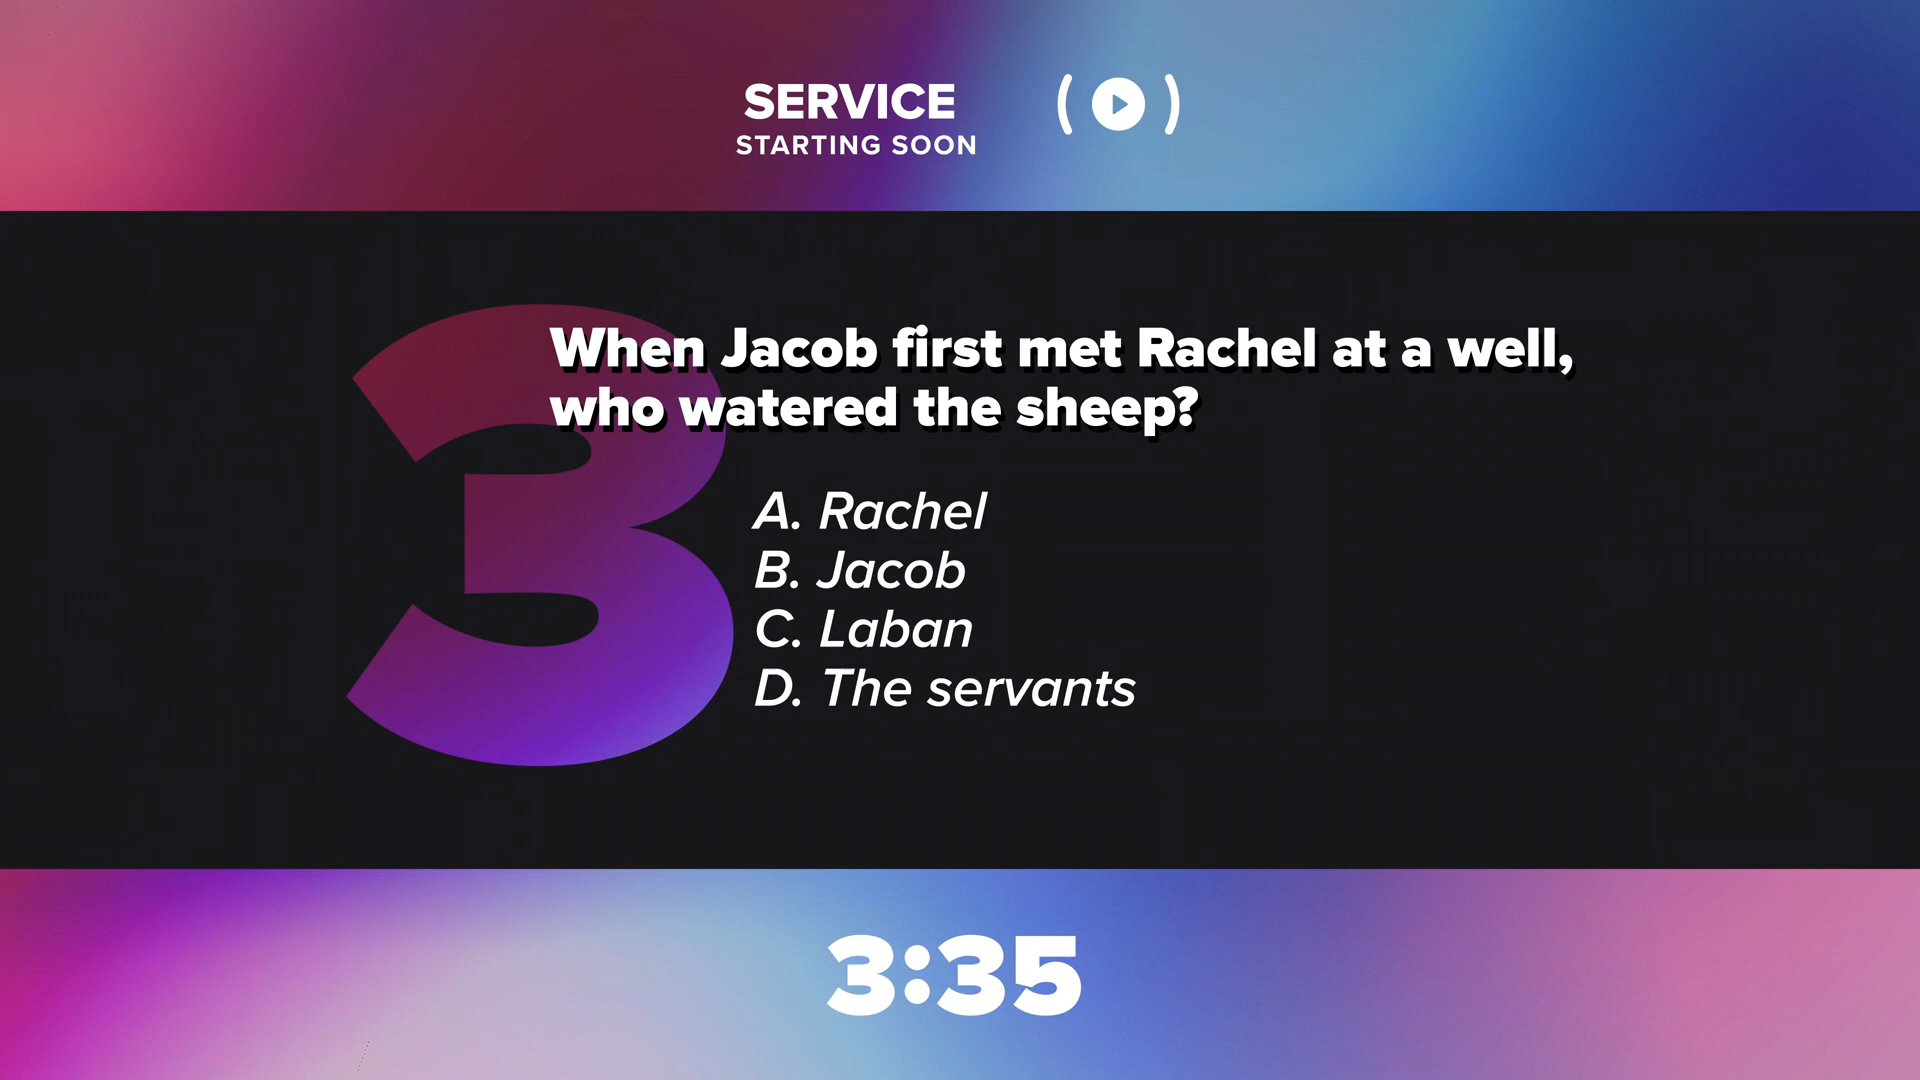 SERVICE
STARTING SOON
3
When Jacob first met Rachel at a well,
who watered the sheep?
A. Rachel
B. Jacob
C. Laban
D. The servants
3:35